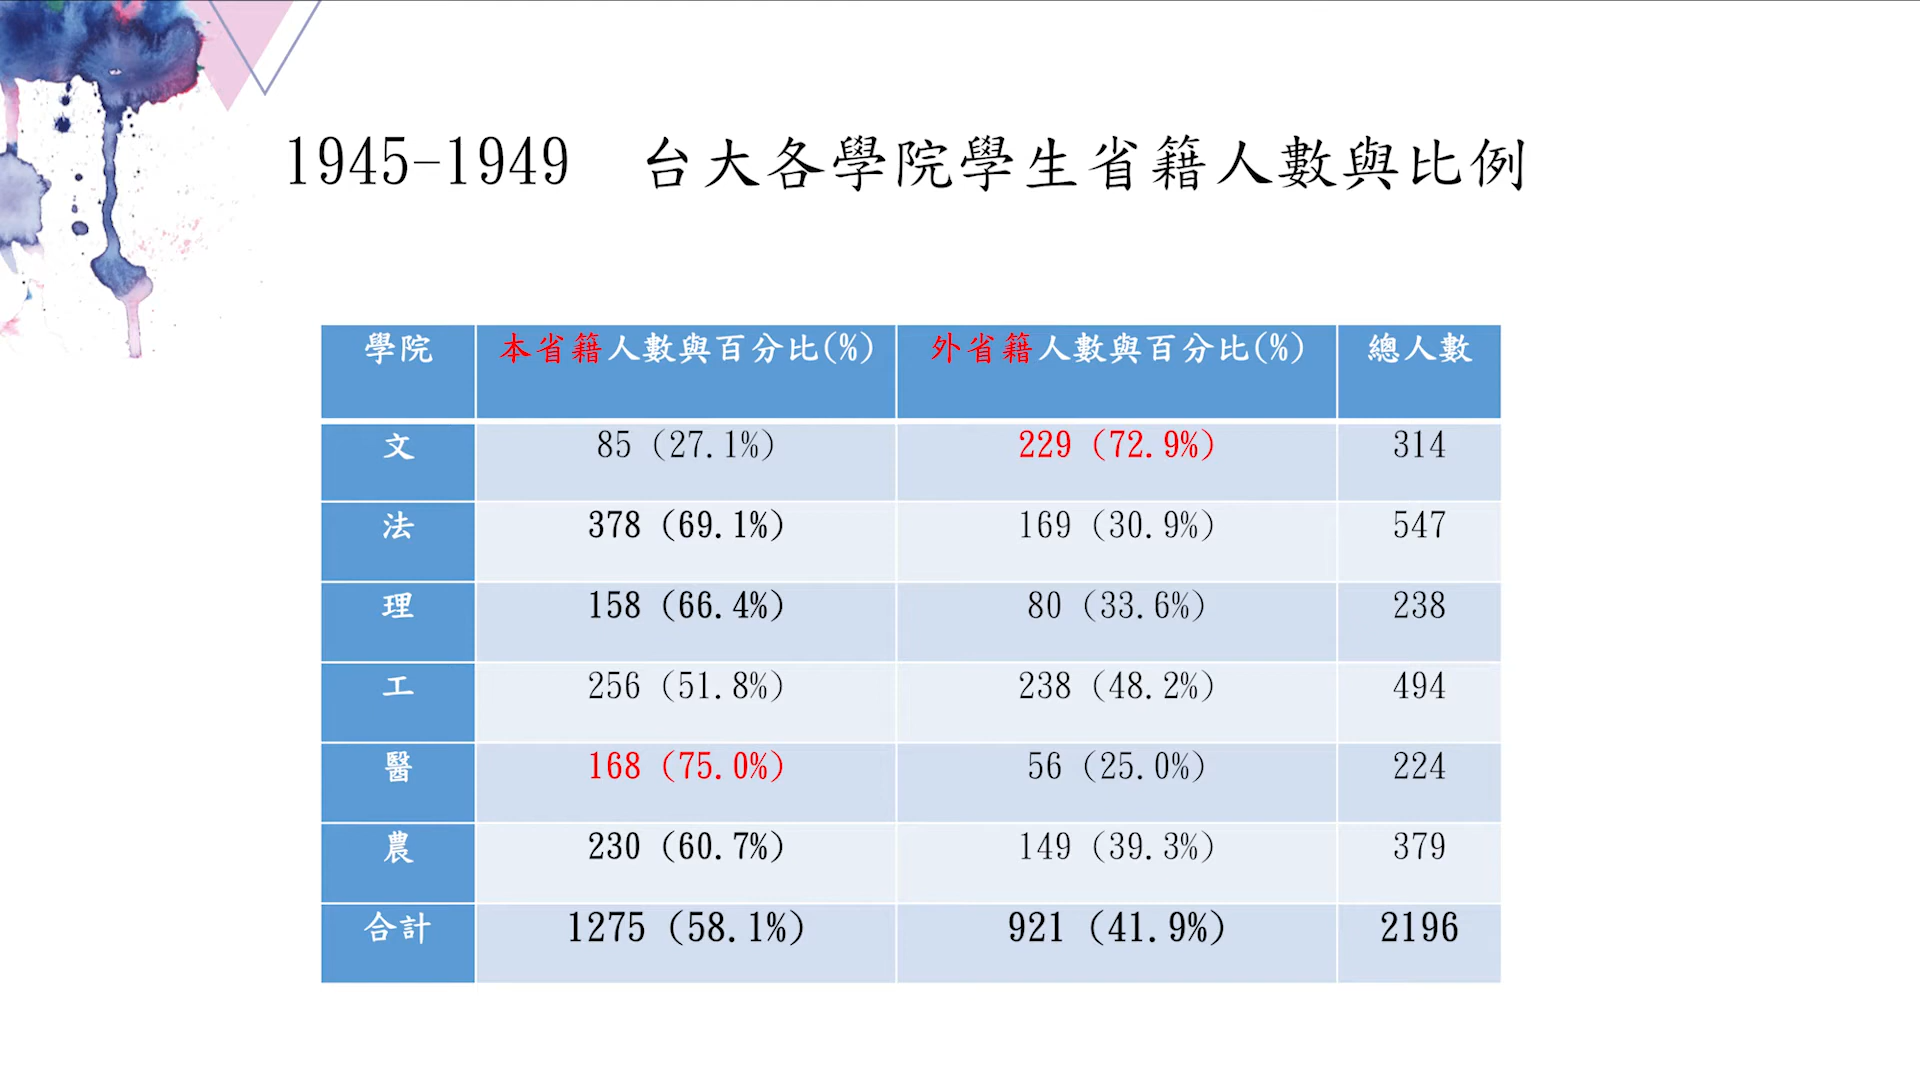 1945-1949 台大各學院學生省籍人數與比例
學院 本省籍人數與百分比(%) 外省籍人數與百分比(%) 總人數
文 85 (27.1%) 229 (72.9%) 314
法 378 (69.1%) 169 (30.9%) 547
理 158 (66.4%) 80 (33.6%) 238
工 256 (51.8%) 238 (48.2%) 494
醫 168 (75.0%) 56 (25.0%) 224
農 230 (60.7%) 149 (39.3%) 379
合計 1275 (58.1%) 921 (41.9%) 2196